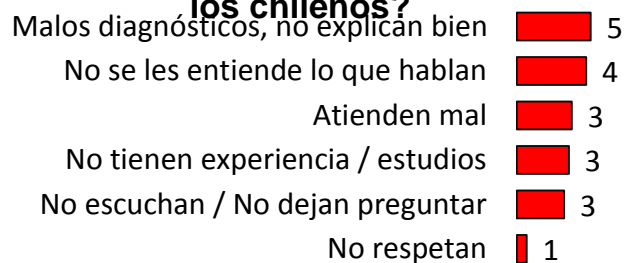 los chilenos?
Malos diagnósticos, no explican bien 5
No se les entiende lo que hablan 4
Atienden mal 3
No tienen experiencia / estudios 3
No escuchan / No dejan preguntar 3
No respetan 1